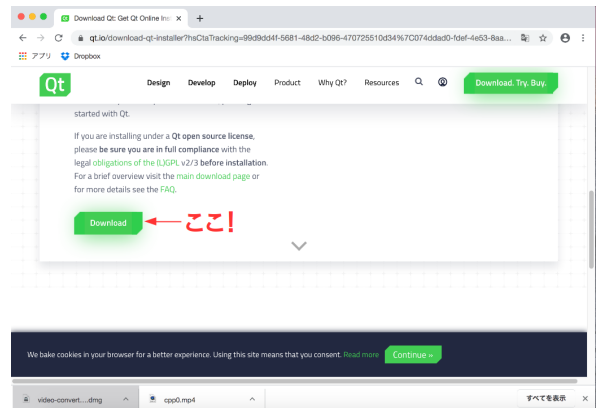 Download Qt: Get Qt Online Inst
qt.io/download-qt-installer?hsCtaTracking=99d9dd4f-5681-48d2-b096-470725510d34%7C074ddad0-fdef-4e53-8aa...
アプリ Dropbox
Qt Design Develop Deploy Product Why Qt? Resources Download. Try. Buy.
started with Qt.
If you are installing under a Qt open source license,
please be sure you are in full compliance with the
legal obligations of the (L)GPL v2/3 before installation.
For a brief overview visit the main download page or
for more details see the FAQ.
Download ここ!
We bake cookies in your browser for a better experience. Using this site means that you consent. Read more Continue »
video-convert....dmg cpp0.mp4 すべてを表示